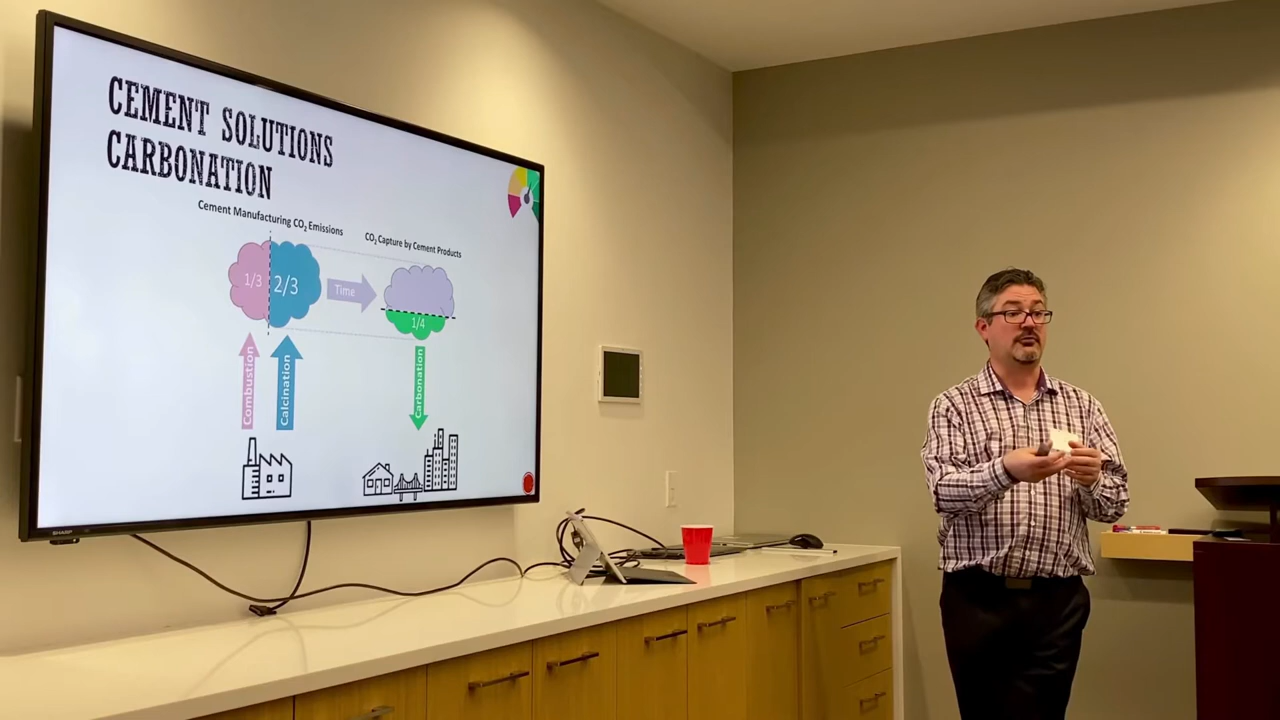 CEMENT SOLUTIONS
CARBONATION
Cement Manufacturing CO₂ Emissions
CO₂ Capture by Cement Products
1/3
2/3
Time
1/4
Combustion
Calcination
Carbonation
SHARP